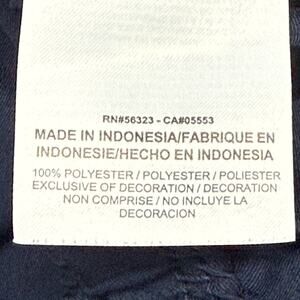 RN#56323 - CA#05553
MADE IN INDONESIA/FABRIQUE EN
INDONESIE/HECHO EN INDONESIA
100% POLYESTER / POLYESTER / POLIESTER
EXCLUSIVE OF DECORATION / DECORATION
NON COMPRISE / NO INCLUYE LA
DECORACION